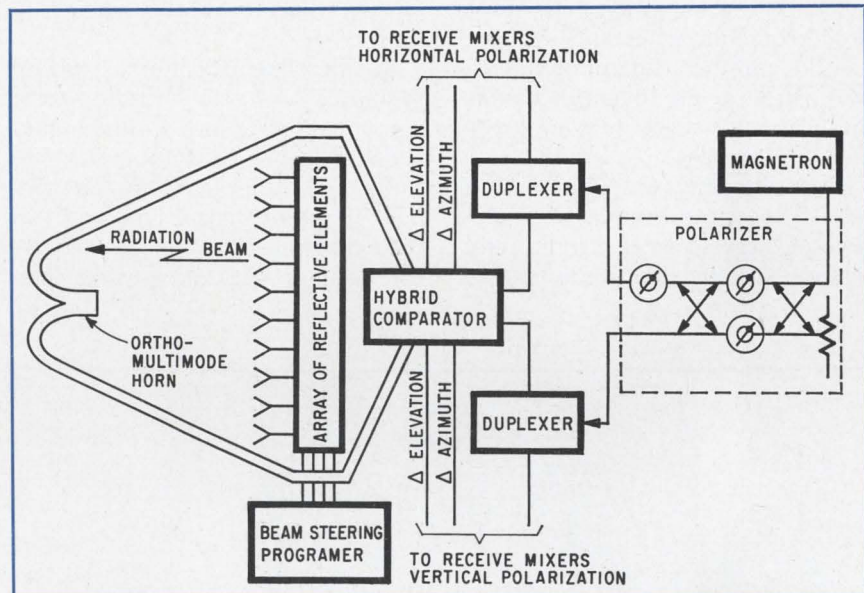 TO RECEIVE MIXERS
HORIZONTAL POLARIZATION
Δ ELEVATION
Δ AZIMUTH
MAGNETRON
DUPLEXER
POLARIZER
ARRAY OF REFLECTIVE ELEMENTS
RADIATION BEAM
HYBRID
COMPARATOR
ORTHO-
MULTIMODE
HORN
Δ ELEVATION
Δ AZIMUTH
DUPLEXER
BEAM STEERING
PROGRAMER
TO RECEIVE MIXERS
VERTICAL POLARIZATION